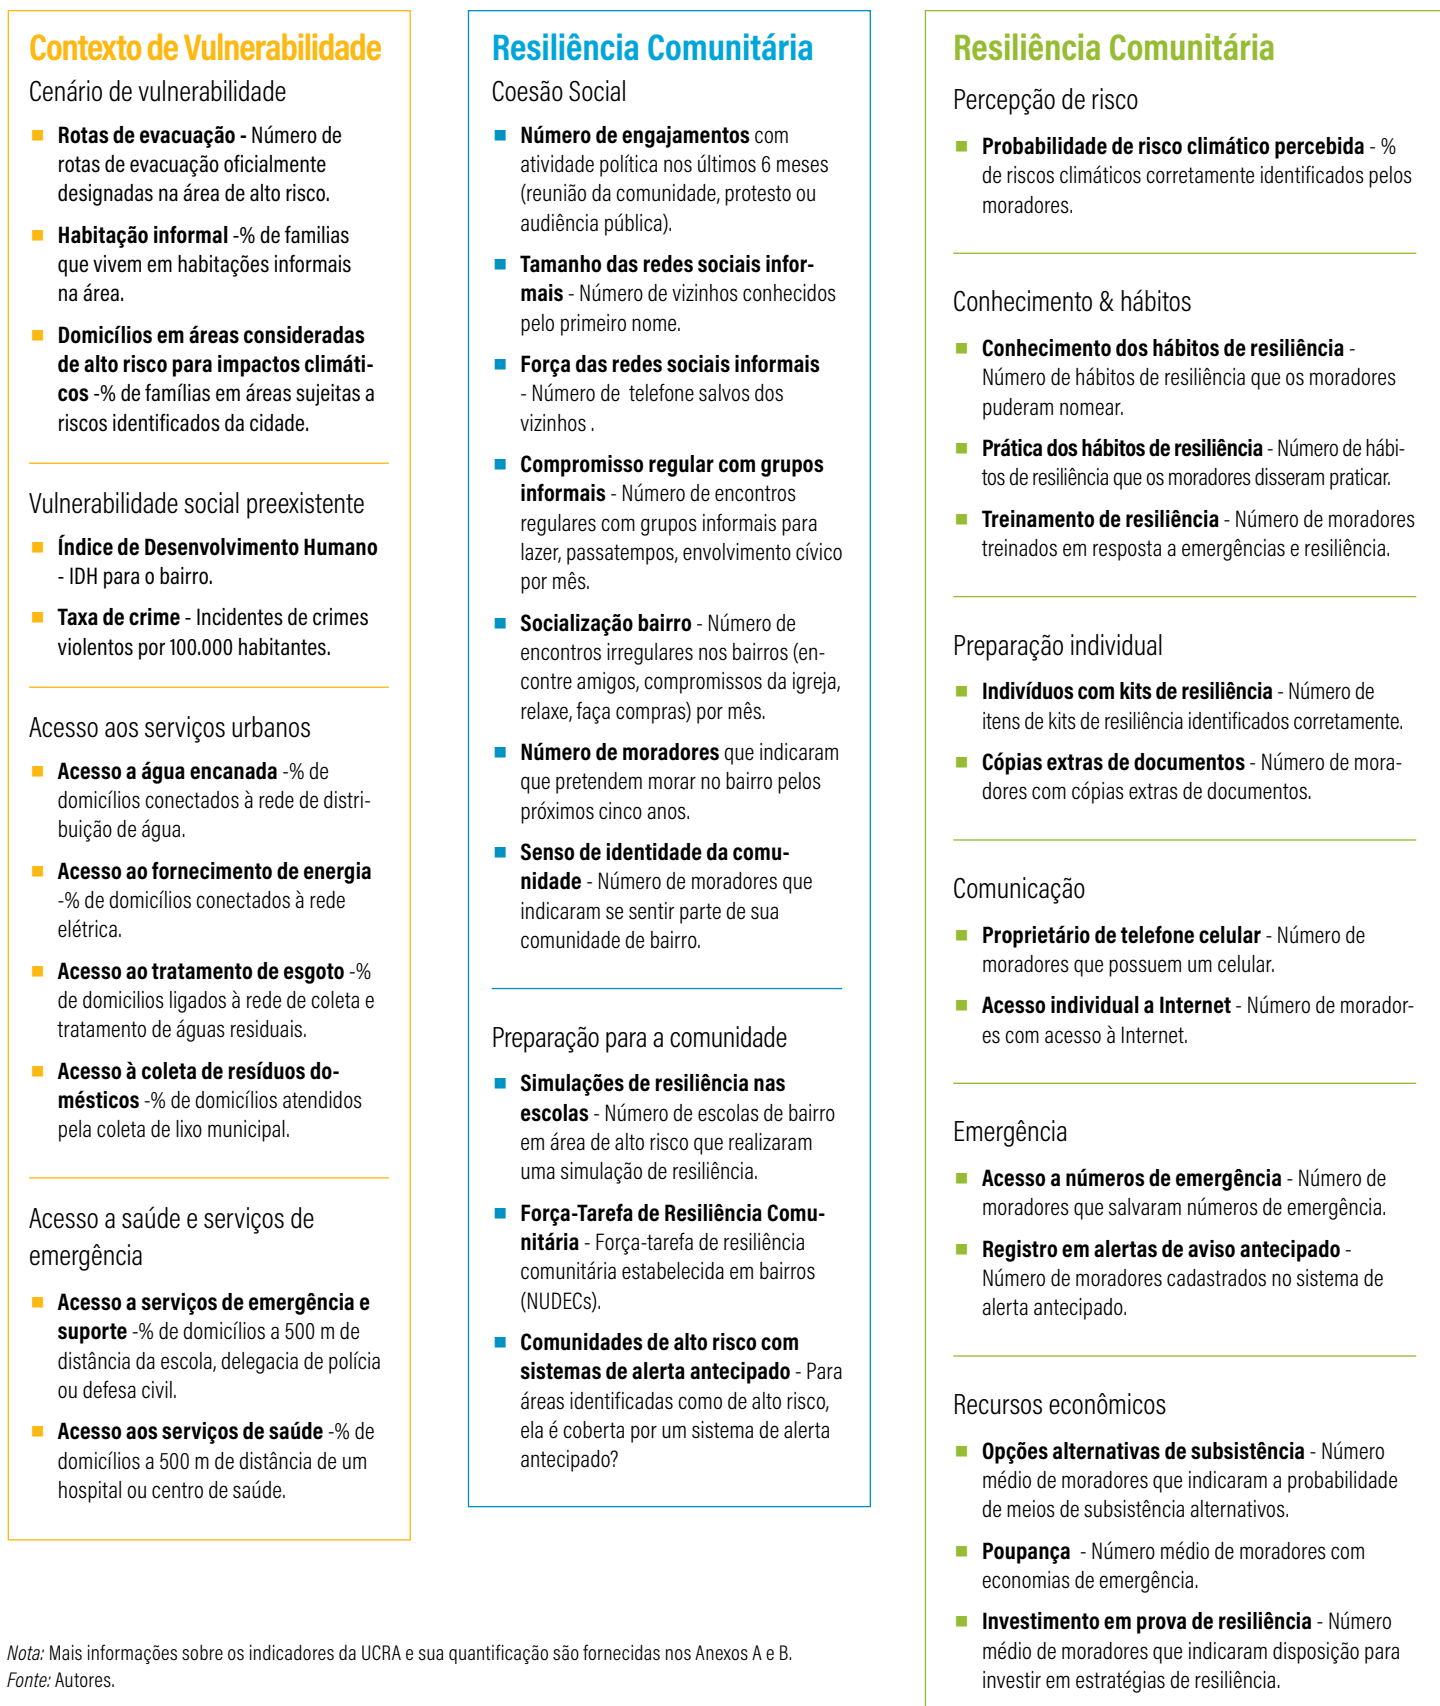 Contexto de Vulnerabilidade
Cenário de vulnerabilidade
Rotas de evacuação - Número de
rotas de evacuação oficialmente
designadas na área de alto risco.
Habitação informal -% de familias
que vivem em habitações informais
na área.
Domicílios em áreas consideradas
de alto risco para impactos climáti-
cos -% de famílias em áreas sujeitas a
riscos identificados da cidade.
Vulnerabilidade social preexistente
Índice de Desenvolvimento Humano
- IDH para o bairro.
Taxa de crime - Incidentes de crimes
violentos por 100.000 habitantes.
Acesso aos serviços urbanos
Acesso a água encanada -% de
domicílios conectados à rede de distri-
buição de água.
Acesso ao fornecimento de energia
-% de domicílios conectados à rede
elétrica.
Acesso ao tratamento de esgoto -%
de domicilios ligados à rede de coleta e
tratamento de águas residuais.
Acesso à coleta de resíduos do-
mésticos -% de domicílios atendidos
pela coleta de lixo municipal.
Acesso a saúde e serviços de
emergência
Acesso a serviços de emergência e
suporte -% de domicílios a 500 m de
distância da escola, delegacia de polícia
ou defesa civil.
Acesso aos serviços de saúde -% de
domicílios a 500 m de distância de um
hospital ou centro de saúde.
Resiliência Comunitária
Coesão Social
Número de engajamentos com
atividade política nos últimos 6 meses
(reunião da comunidade, protesto ou
audiência pública).
Tamanho das redes sociais infor-
mais - Número de vizinhos conhecidos
pelo primeiro nome.
Força das redes sociais informais
- Número de telefone salvos dos
vizinhos .
Compromisso regular com grupos
informais - Número de encontros
regulares com grupos informais para
lazer, passatempos, envolvimento cívico
por mês.
Socialização bairro - Número de
encontros irregulares nos bairros (en-
contre amigos, compromissos da igreja,
relaxe, faça compras) por mês.
Número de moradores que indicaram
que pretendem morar no bairro pelos
próximos cinco anos.
Senso de identidade da comu-
nidade - Número de moradores que
indicaram se sentir parte de sua
comunidade de bairro.
Preparação para a comunidade
Simulações de resiliência nas
escolas - Número de escolas de bairro
em área de alto risco que realizaram
uma simulação de resiliência.
Força-Tarefa de Resiliência Comu-
nitária - Força-tarefa de resiliência
comunitária estabelecida em bairros
(NUDECs).
Comunidades de alto risco com
sistemas de alerta antecipado - Para
áreas identificadas como de alto risco,
ela é coberta por um sistema de alerta
antecipado?
Resiliência Comunitária
Percepção de risco
Probabilidade de risco climático percebida - %
de riscos climáticos corretamente identificados pelos
moradores.
Conhecimento & hábitos
Conhecimento dos hábitos de resiliência -
Número de hábitos de resiliência que os moradores
puderam nomear.
Prática dos hábitos de resiliência - Número de hábi-
tos de resiliência que os moradores disseram praticar.
Treinamento de resiliência - Número de moradores
treinados em resposta a emergências e resiliência.
Preparação individual
Indivíduos com kits de resiliência - Número de
itens de kits de resiliência identificados corretamente.
Cópias extras de documentos - Número de mora-
dores com cópias extras de documentos.
Comunicação
Proprietário de telefone celular - Número de
moradores que possuem um celular.
Acesso individual a Internet - Número de morador-
es com acesso à Internet.
Emergência
Acesso a números de emergência - Número de
moradores que salvaram números de emergência.
Registro em alertas de aviso antecipado -
Número de moradores cadastrados no sistema de
alerta antecipado.
Recursos econômicos
Opções alternativas de subsistência - Número
médio de moradores que indicaram a probabilidade
de meios de subsistência alternativos.
Poupança - Número médio de moradores com
economias de emergência.
Investimento em prova de resiliência - Número
médio de moradores que indicaram disposição para
investir em estratégias de resiliência.
Nota: Mais informações sobre os indicadores da UCRA e sua quantificação são fornecidas nos Anexos A e B.
Fonte: Autores.